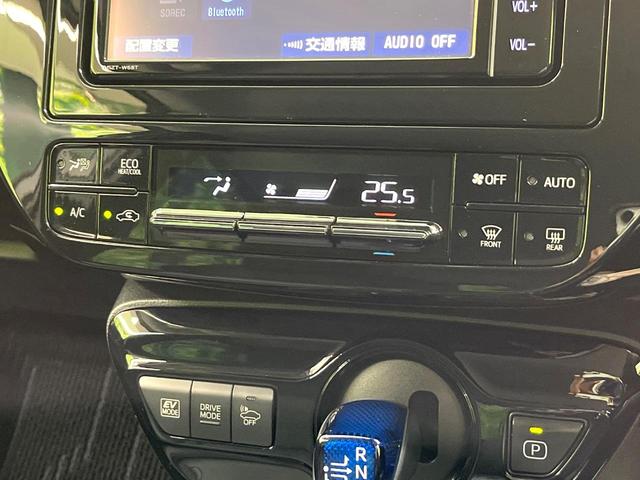 SDREC
Bluetooth
配置変更
交通情報
AUDIO OFF
VOL+
VOL-
ECO
HEAT/COOL
A/C
25.5
OFF
AUTO
FRONT
REAR
EV
MODE
DRIVE
MODE
OFF
P
R
N